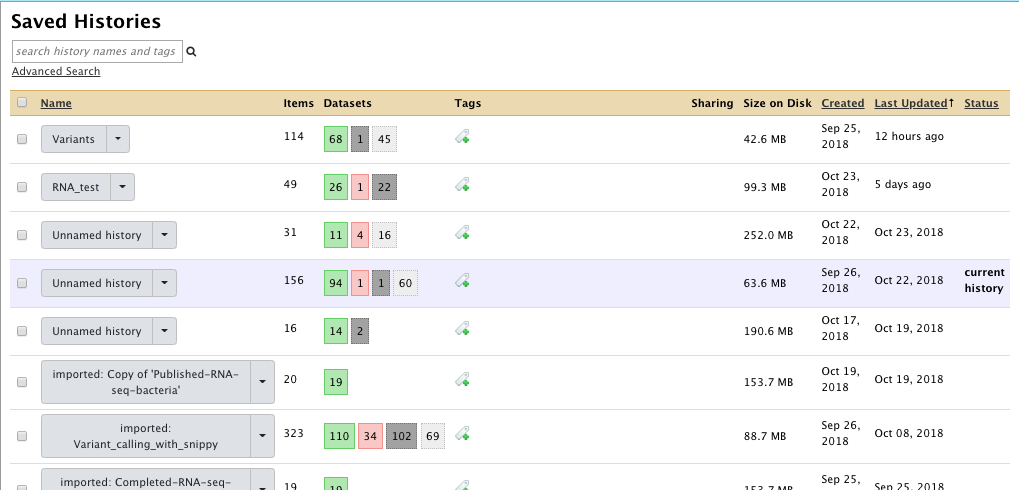 Saved Histories
search history names and tags
Advanced Search
Name Items Datasets Tags Sharing Size on Disk Created Last Updated↑ Status
Variants 114 68 1 45 42.6 MB Sep 25, 2018 12 hours ago
RNA_test 49 26 1 22 99.3 MB Oct 23, 2018 5 days ago
Unnamed history 31 11 4 16 252.0 MB Oct 22, 2018 Oct 23, 2018
Unnamed history 156 94 1 1 60 63.6 MB Sep 26, 2018 Oct 22, 2018 current history
Unnamed history 16 14 2 190.6 MB Oct 17, 2018 Oct 19, 2018
imported: Copy of 'Published-RNA-
seq-bacteria' 20 19 153.7 MB Oct 19, 2018 Oct 19, 2018
imported:
Variant_calling_with_snippy 323 110 34 102 69 88.7 MB Sep 26, 2018 Oct 08, 2018
imported: Completed-RNA-seq- 19 19 153.7 MB Sep 25, Sep 25, 2018